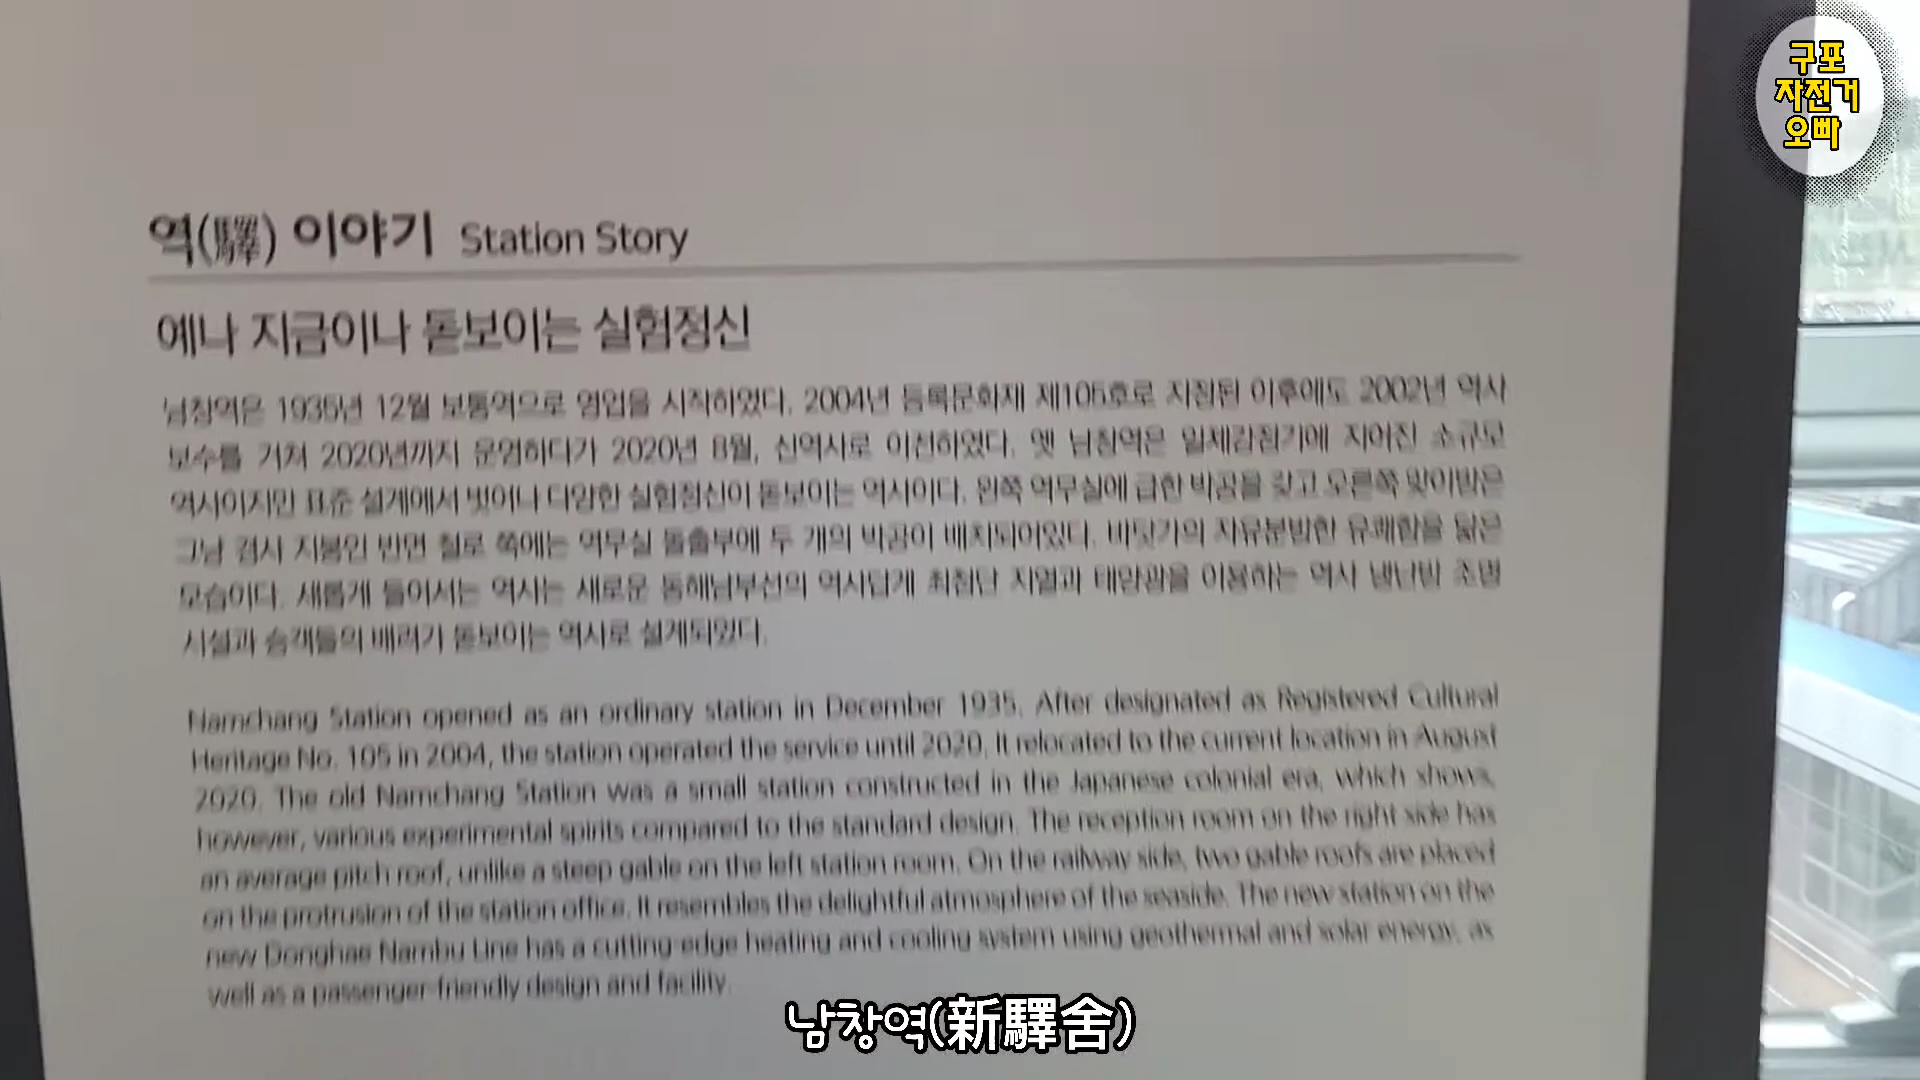 구포
자전거
오빠
역(驛) 이야기 Station Story
예나 지금이나 돋보이는 실험정신
남창역은 1935년 12월 보통역으로 영업을 시작하였다. 2004년 등록문화재 제105호로 지정된 이후에도 2002년 역사
보수를 거쳐 2020년까지 운영하다가 2020년 8월, 신역사로 이전하였다. 옛 남창역은 일제강점기에 지어진 소규모
역사이지만 표준 설계에서 벗어나 다양한 실험정신이 돋보이는 역사이다. 왼쪽 역무실에 급한 박공을 갖고 오른쪽 맞이방은
그냥 경사 지붕인 반면 철로 쪽에는 역무실 돌출부에 두 개의 박공이 배치되어있다. 바닷가의 자유분방한 유쾌함을 닮은
모습이다. 새롭게 들어서는 역사는 새로운 동해남부선의 역사답게 최첨단 지열과 태양광을 이용하는 역사 냉난방 조명
시설과 승객들의 배려가 돋보이는 역사로 설계되었다.
Namchang Station opened as an ordinary station in December 1935. After designated as Registered Cultural
Heritage No. 105 in 2004, the station operated the service until 2020. It relocated to the current location in August
2020. The old Namchang Station was a small station constructed in the Japanese colonial era, which shows,
however, various experimental spirits compared to the standard design. The reception room on the right side has
an average pitch roof, unlike a steep gable on the left station room. On the railway side, two gable roofs are placed
on the protrusion of the station office. It resembles the delightful atmosphere of the seaside. The new station on the
new Donghae Nambu Line has a cutting-edge heating and cooling system using geothermal and solar energy, as
well as a passenger-friendly design and facility.
남창역(新驛舍)